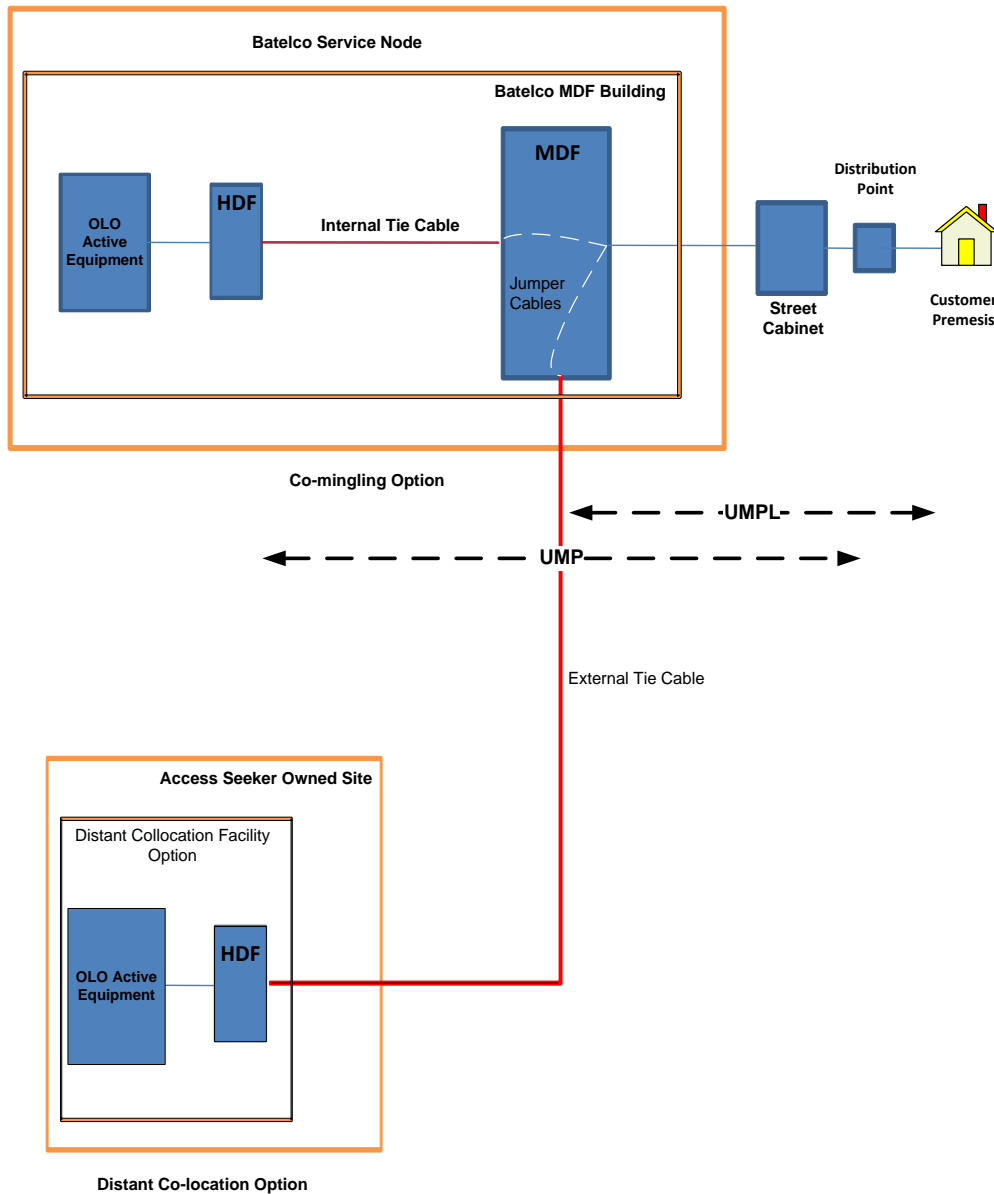 Batelco Service Node
Batelco MDF Building
MDF
Distribution
Point
HDF
OLO
Active
Equipment
Internal Tie Cable
Jumper
Cables
Street
Cabinet
Customer
Premesis
Co-mingling Option
UMPL
UMP
External Tie Cable
Access Seeker Owned Site
Distant Collocation Facility
Option
HDF
OLO Active
Equipment
Distant Co-location Option